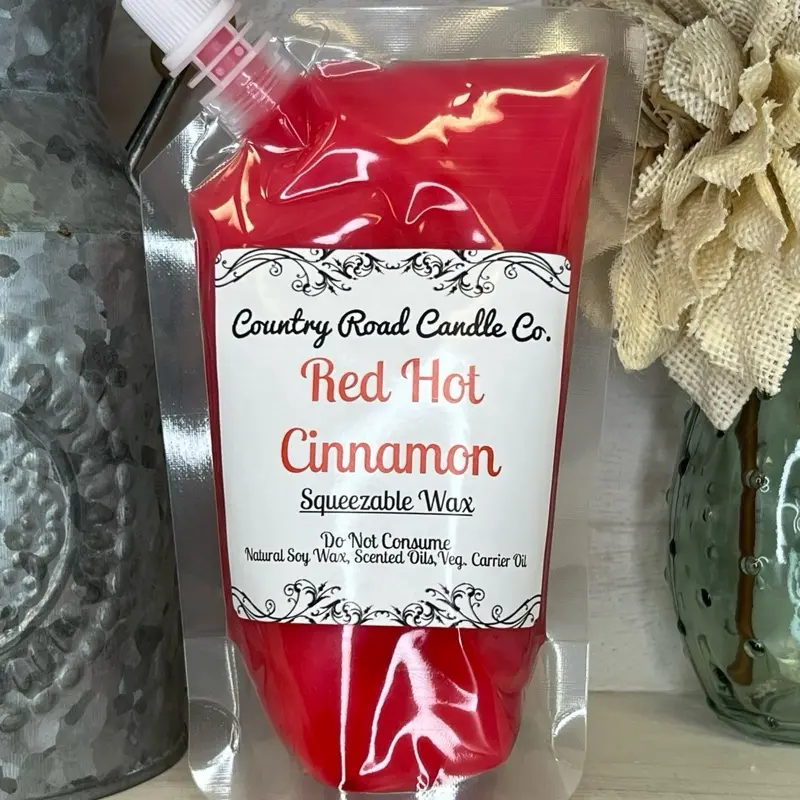 Country Road Candle Co.
Red Hot
Cinnamon
Squeezable Wax
Do Not Consume
Natural Soy Wax, Scented Oils,Veg. Carrier Oil